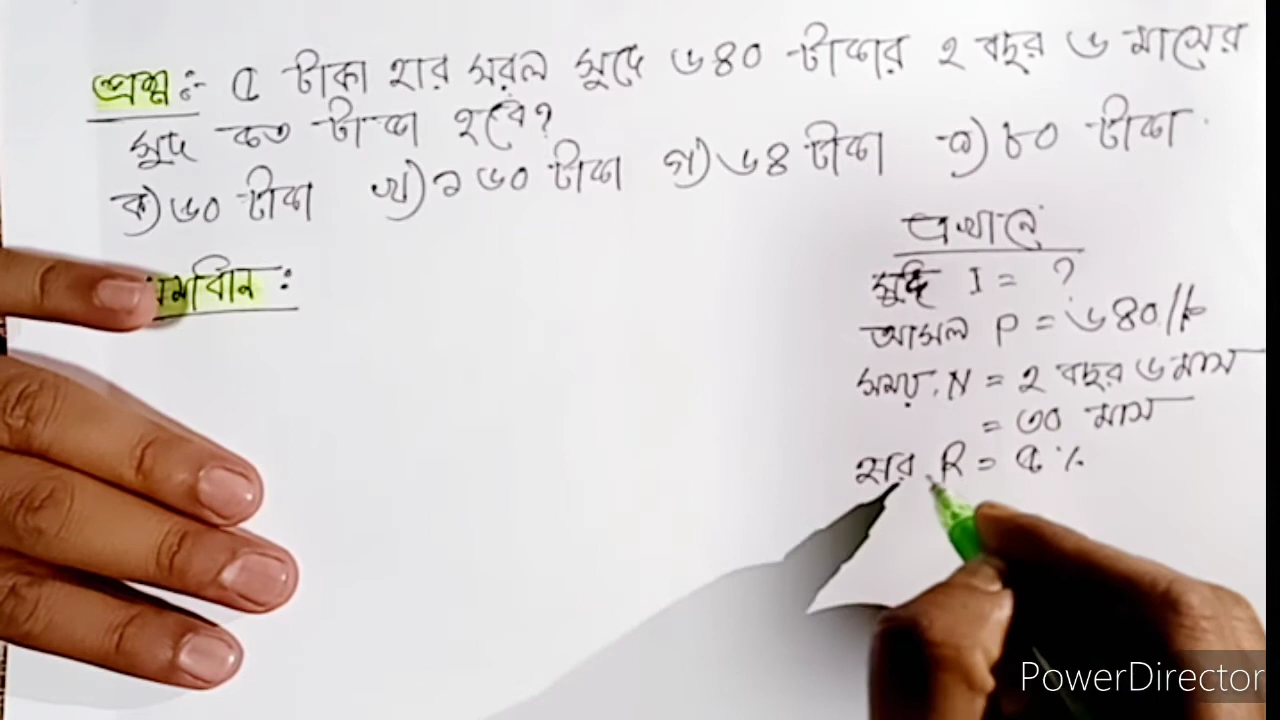 প্রশ্ন :- ৫ টাকা হার সরল সুদে ৬৪০ টাকার ২ বছর ৬ মাসের
সুদ কত টাকা হবে?
ক) ৬০ টাকা খ) ১৬০ টাকা গ) ৬৪ টাকা ঘ) ৮০ টাকা
সমাধান :
এখানে
সুদ I = ?
আসল P = ৬৪০/-
সময়, N = ২ বছর ৬ মাস
= ৩০ মাস
হার R = ৫%
PowerDirector